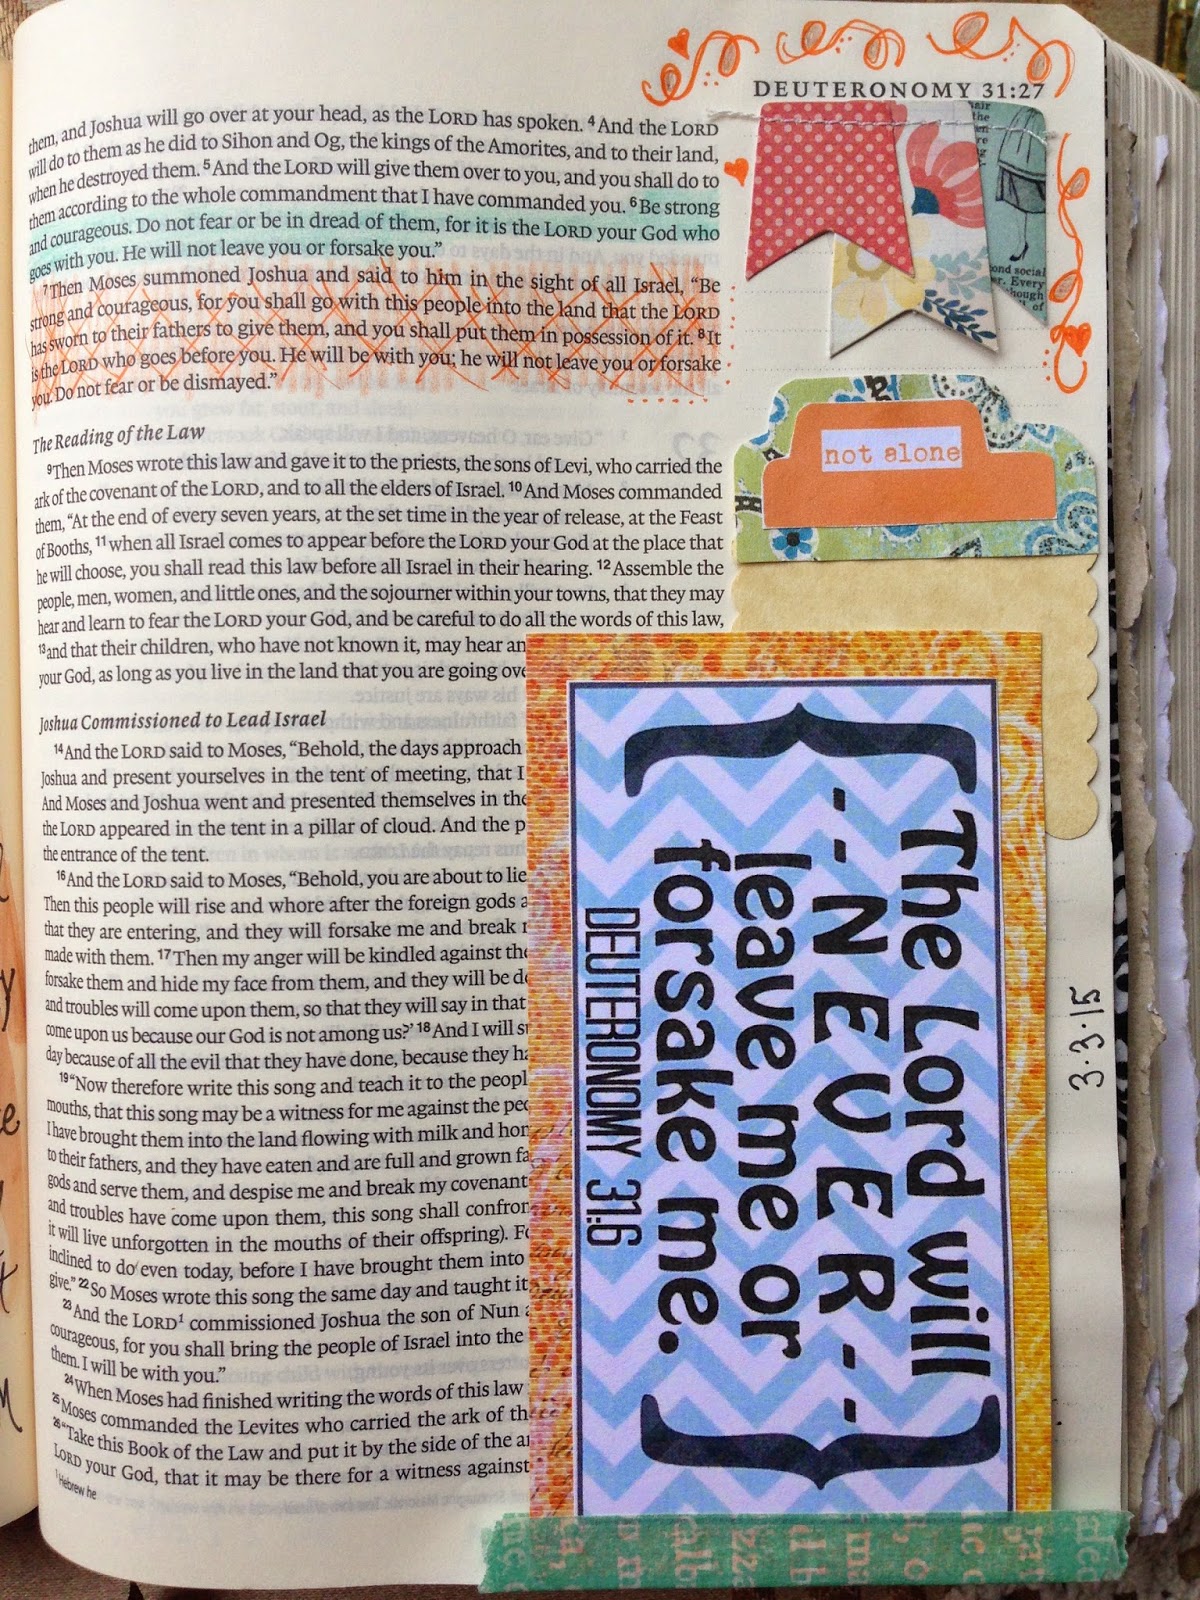 DEUTERONOMY 31:27
them, and Joshua will go over at your head, as the LORD has spoken. 4 And the LORD
will do to them as he did to Sihon and Og, the kings of the Amorites, and to their land,
when he destroyed them. 5 And the LORD will give them over to you, and you shall do to
them according to the whole commandment that I have commanded you. 6 Be strong
and courageous. Do not fear or be in dread of them, for it is the LORD your God who
goes with you. He will not leave you or forsake you.”
7 Then Moses summoned Joshua and said to him in the sight of all Israel, “Be
strong and courageous, for you shall go with this people into the land that the LORD
has sworn to their fathers to give them, and you shall put them in possession of it. 8 It
is the LORD who goes before you. He will be with you; he will not leave you or forsake
you. Do not fear or be dismayed.”
The Reading of the Law
9 Then Moses wrote this law and gave it to the priests, the sons of Levi, who carried the
ark of the covenant of the LORD, and to all the elders of Israel. 10 And Moses commanded
them, “At the end of every seven years, at the set time in the year of release, at the Feast
of Booths, 11 when all Israel comes to appear before the LORD your God at the place that
he will choose, you shall read this law before all Israel in their hearing. 12 Assemble the
people, men, women, and little ones, and the sojourner within your towns, that they may
hear and learn to fear the LORD your God, and be careful to do all the words of this law,
13 and that their children, who have not known it, may hear an
your God, as long as you live in the land that you are going ove
Joshua Commissioned to Lead Israel
14 And the LORD said to Moses, “Behold, the days approach
Joshua and present yourselves in the tent of meeting, that I
And Moses and Joshua went and presented themselves in the
the LORD appeared in the tent in a pillar of cloud. And the p
the entrance of the tent.
16 And the LORD said to Moses, “Behold, you are about to lie
Then this people will rise and whore after the foreign gods a
that they are entering, and they will forsake me and break
made with them. 17 Then my anger will be kindled against the
forsake them and hide my face from them, and they will be de
and troubles will come upon them, so that they will say in that
come upon us because our God is not among us?’ 18 And I will
day because of all the evil that they have done, because they ha
19 “Now therefore write this song and teach it to the peopl
mouths, that this song may be a witness for me against the peo
I have brought them into the land flowing with milk and hon
to their fathers, and they have eaten and are full and grown fa
gods and serve them, and despise me and break my covenant
and troubles have come upon them, this song shall confron
it will live unforgotten in the mouths of their offspring). Fo
inclined to do even today, before I have brought them into
give.” 22 So Moses wrote this song the same day and taught it
23 And the LORD1 commissioned Joshua the son of Nun a
courageous, for you shall bring the people of Israel into the
them. I will be with you.”
24 When Moses had finished writing the words of this law
25 Moses commanded the Levites who carried the ark of th
26 “Take this Book of the Law and put it by the side of the ar
LORD your God, that it may be there for a witness against
1 Hebrew he
hair
the
ond social
r. Every
hough
of
not alone
{The Lord will
--NEVER--
leave me or
forsake me.}
DEUTERONOMY 31:6
3·3·15